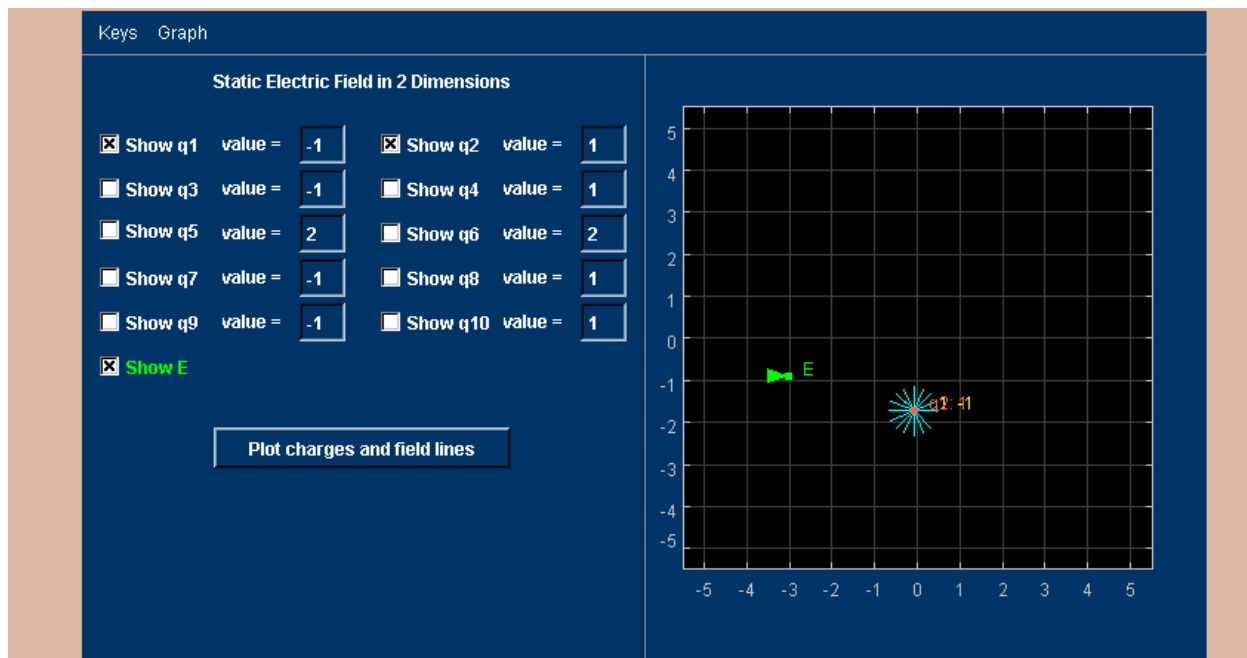 Keys Graph
Static Electric Field in 2 Dimensions
Show q1 value = -1 Show q2 value = 1
Show q3 value = -1 Show q4 value = 1
Show q5 value = 2 Show q6 value = 2
Show q7 value = -1 Show q8 value = 1
Show q9 value = -1 Show q10 value = 1
Show E
Plot charges and field lines
5
4
3
2
1
0
-1
-2
-3
-4
-5
E
-5 -4 -3 -2 -1 0 1 2 3 4 5